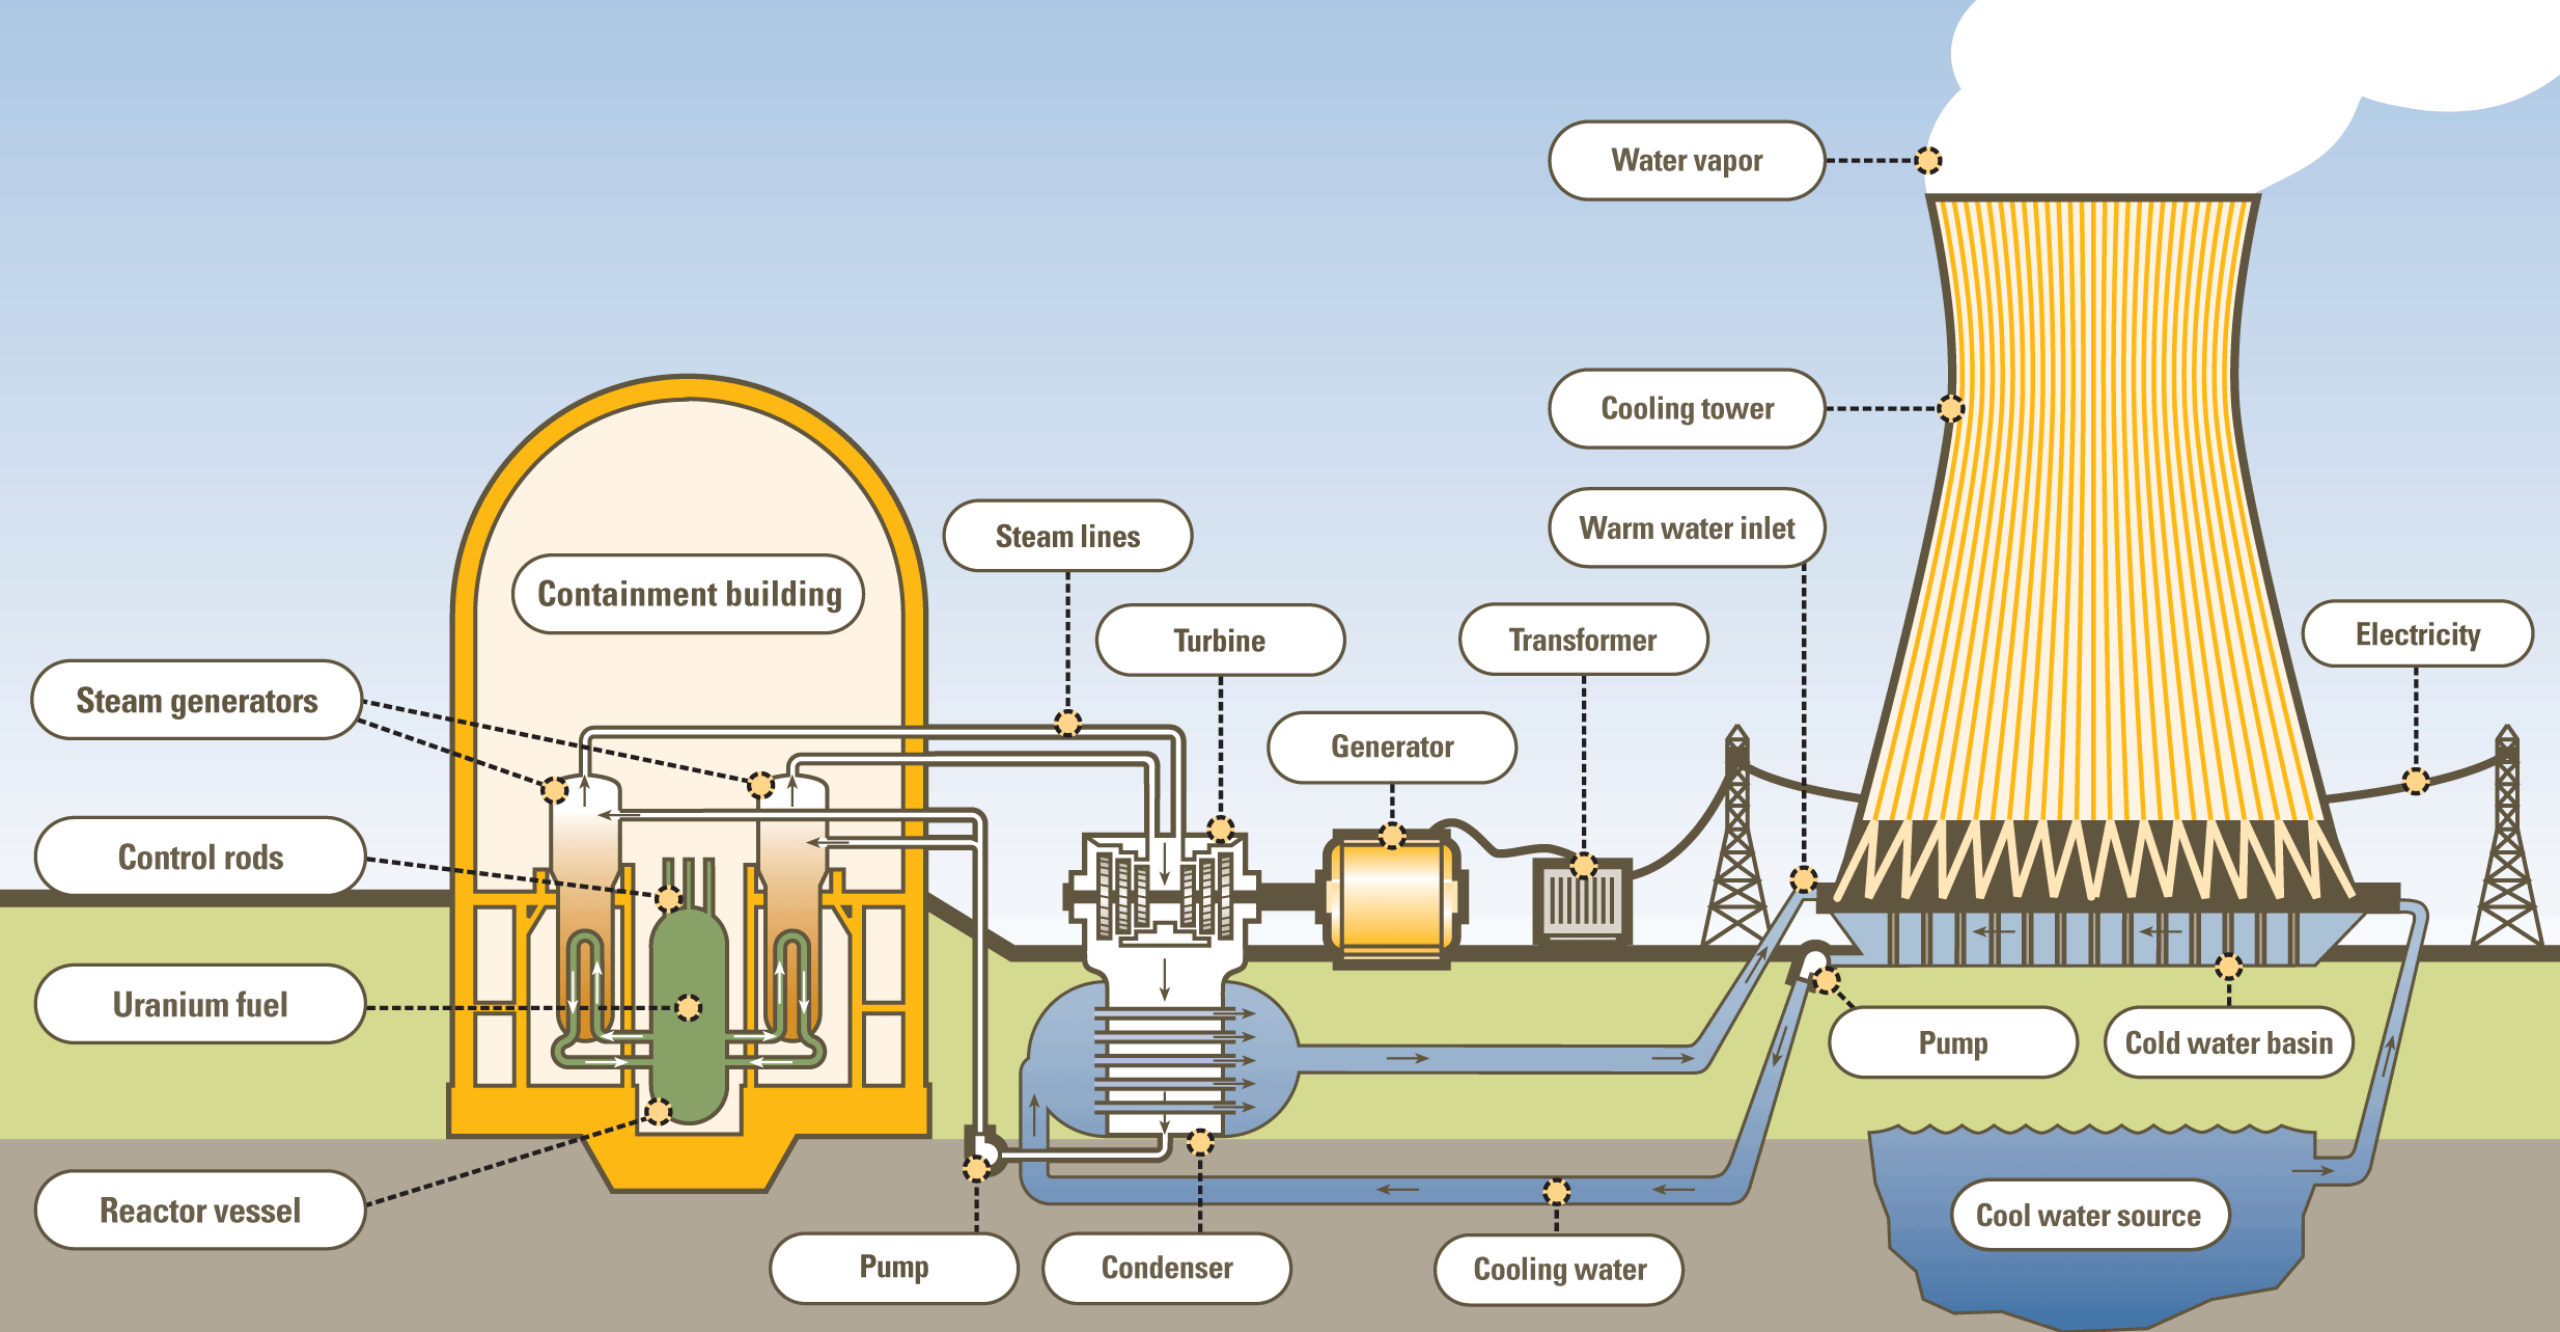 Water vapor
Cooling tower
Warm water inlet
Steam lines
Containment building
Turbine
Transformer
Electricity
Steam generators
Generator
Control rods
Uranium fuel
Pump
Cold water basin
Reactor vessel
Cool water source
Pump
Condenser
Cooling water